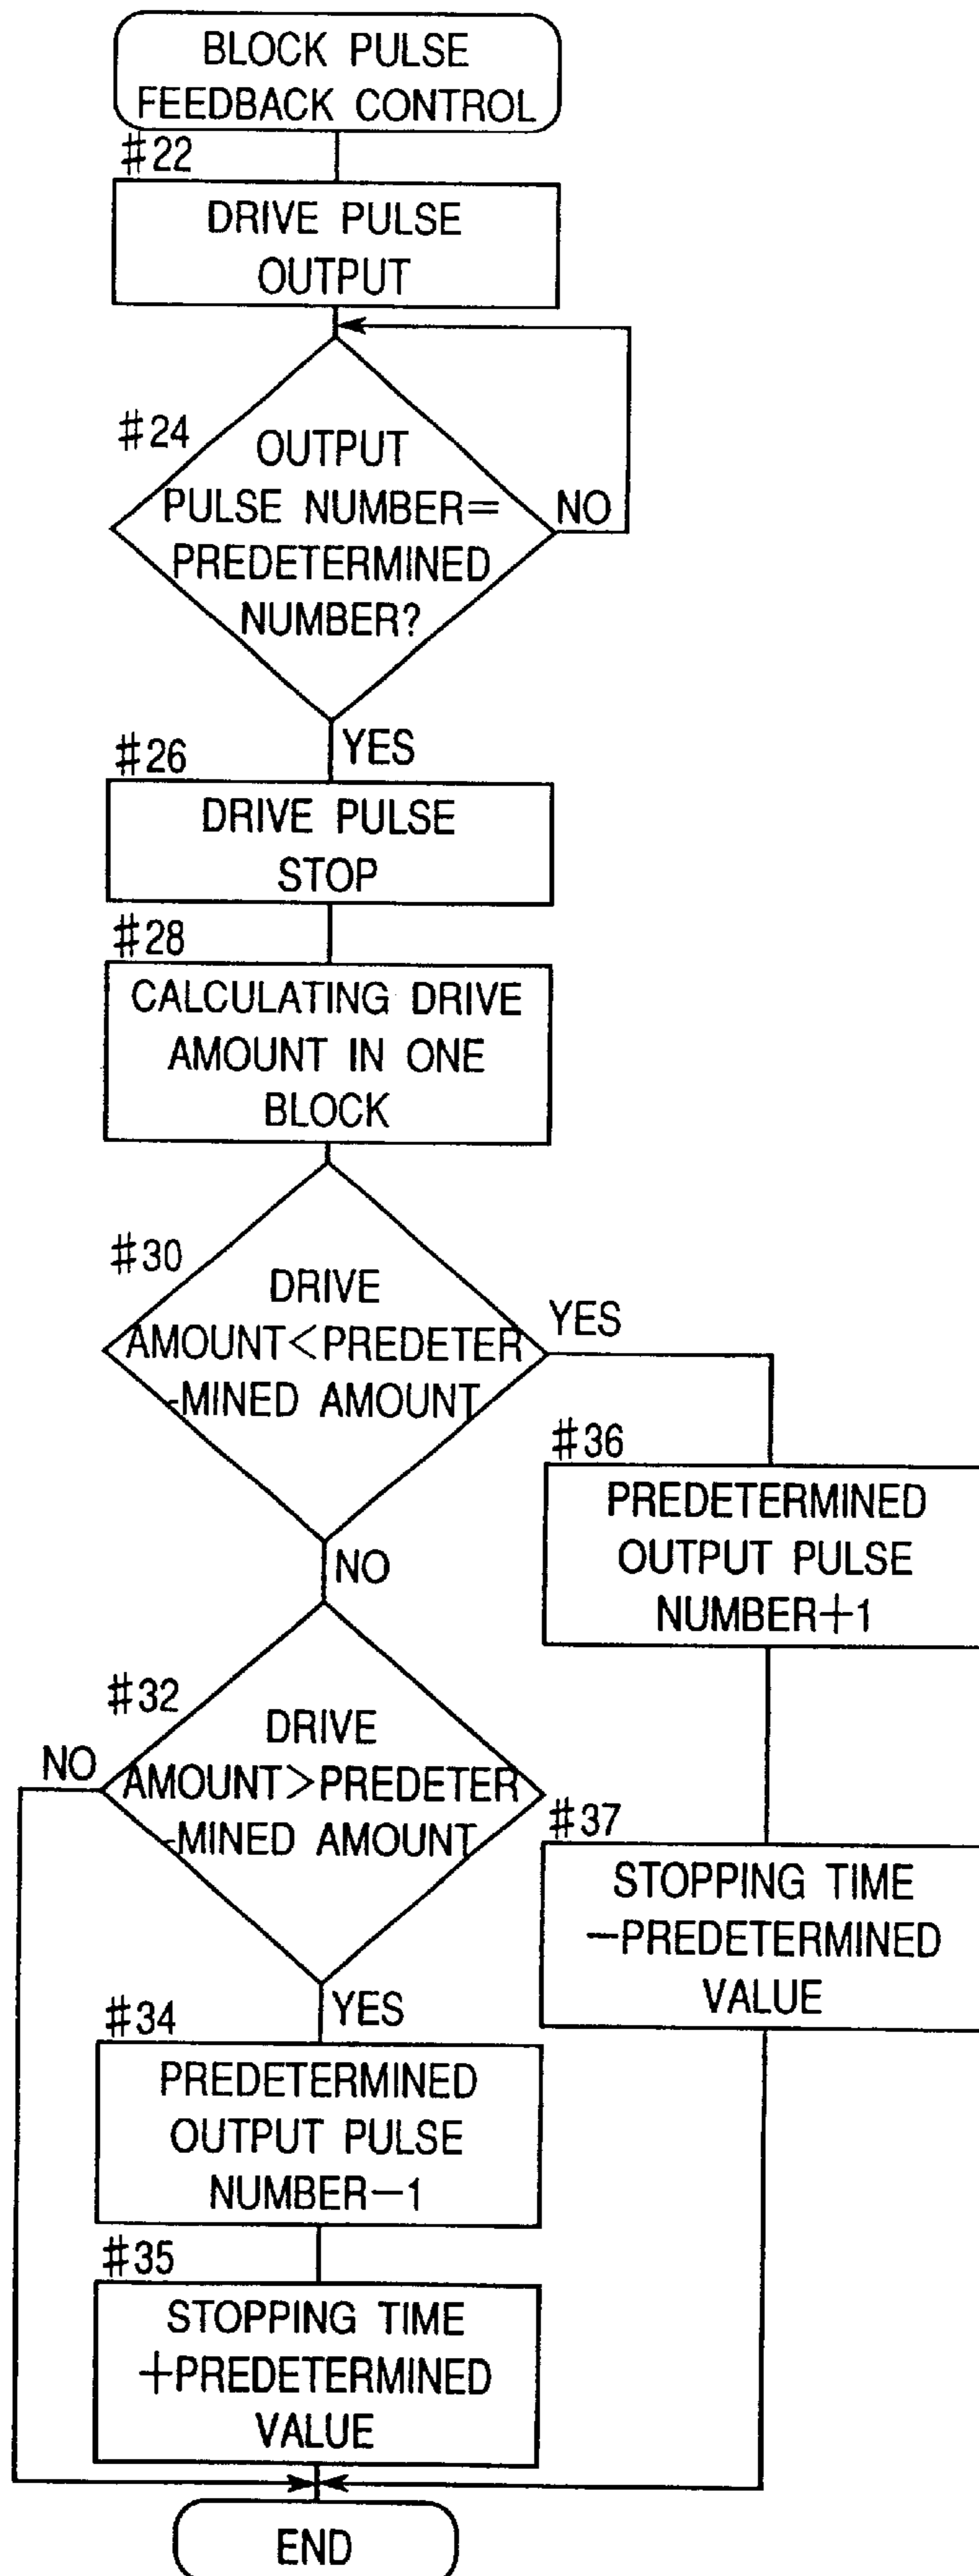 BLOCK PULSE
FEEDBACK CONTROL
#22
DRIVE PULSE
OUTPUT
#24
OUTPUT
PULSE NUMBER=
PREDETERMINED
NUMBER?
NO
YES
#26
DRIVE PULSE
STOP
#28
CALCULATING DRIVE
AMOUNT IN ONE
BLOCK
#30
DRIVE
AMOUNT<PREDETER
-MINED AMOUNT
YES
NO
#36
PREDETERMINED
OUTPUT PULSE
NUMBER+1
#32
DRIVE
AMOUNT>PREDETER
-MINED AMOUNT
NO
YES
#37
STOPPING TIME
−PREDETERMINED
VALUE
#34
PREDETERMINED
OUTPUT PULSE
NUMBER−1
#35
STOPPING TIME
+PREDETERMINED
VALUE
END